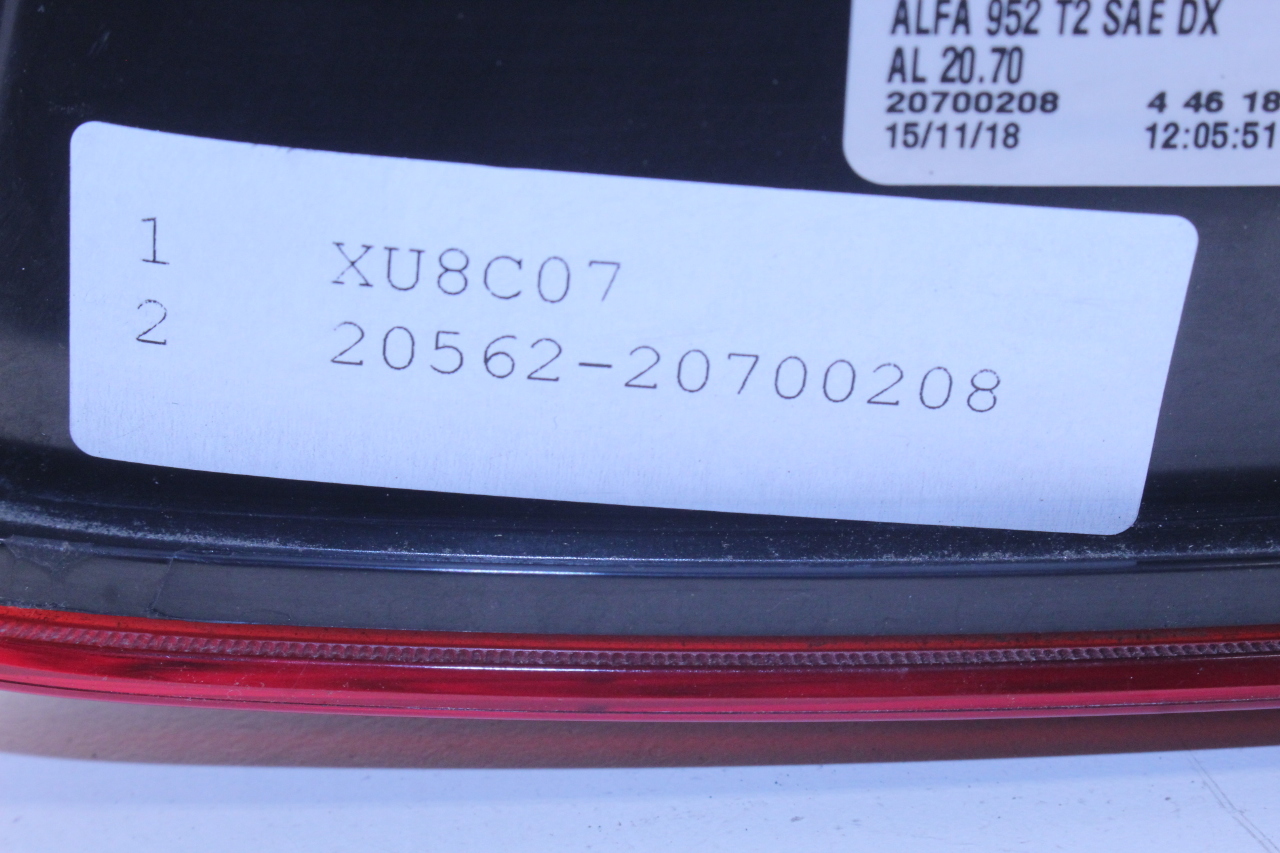 ALFA 952 T2 SAE DX
AL 20.70
20700208 4 46 18
15/11/18 12:05:51
1 XU8C07
2 20562-20700208